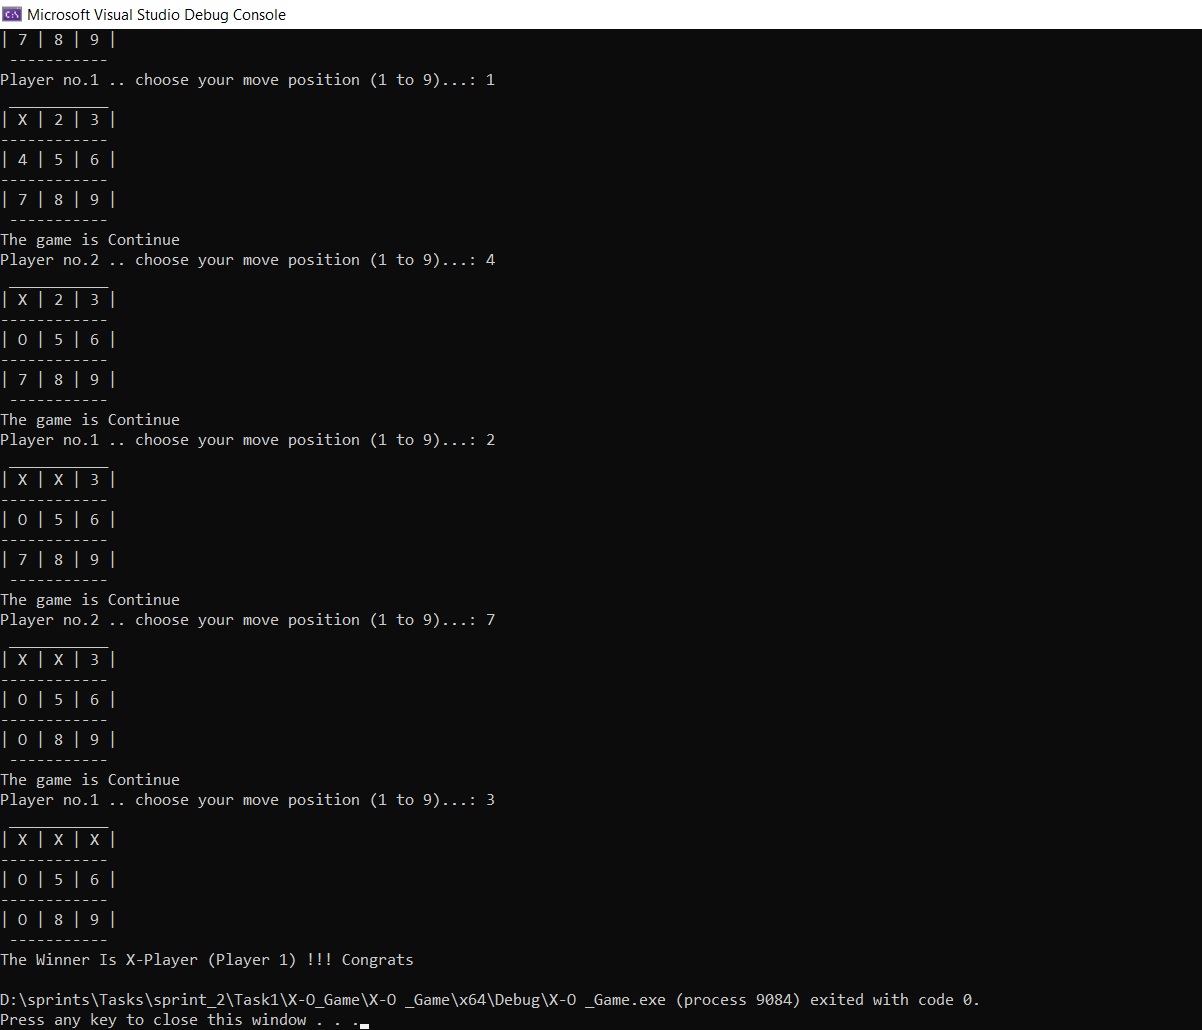 Microsoft Visual Studio Debug Console
| 7 | 8 | 9 |
 -----------
Player no.1 .. choose your move position (1 to 9)...: 1
 ___________
| X | 2 | 3 |
------------
| 4 | 5 | 6 |
------------
| 7 | 8 | 9 |
 -----------
The game is Continue
Player no.2 .. choose your move position (1 to 9)...: 4
 ___________
| X | 2 | 3 |
------------
| O | 5 | 6 |
------------
| 7 | 8 | 9 |
 -----------
The game is Continue
Player no.1 .. choose your move position (1 to 9)...: 2
 ___________
| X | X | 3 |
------------
| O | 5 | 6 |
------------
| 7 | 8 | 9 |
 -----------
The game is Continue
Player no.2 .. choose your move position (1 to 9)...: 7
 ___________
| X | X | 3 |
------------
| O | 5 | 6 |
------------
| O | 8 | 9 |
 -----------
The game is Continue
Player no.1 .. choose your move position (1 to 9)...: 3
 ___________
| X | X | X |
------------
| O | 5 | 6 |
------------
| O | 8 | 9 |
 -----------
The Winner Is X-Player (Player 1) !!! Congrats
D:\sprints\Tasks\sprint_2\Task1\X-O_Game\X-O _Game\x64\Debug\X-O _Game.exe (process 9084) exited with code 0.
Press any key to close this window . . .